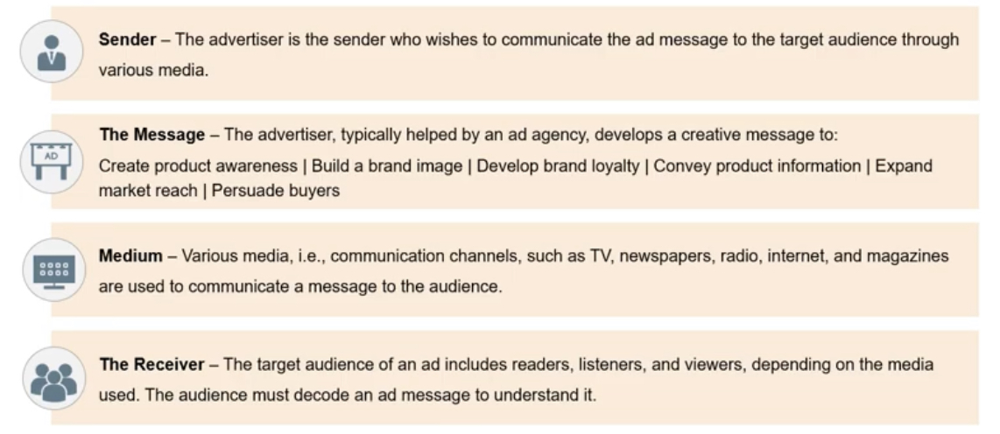 Sender – The advertiser is the sender who wishes to communicate the ad message to the target audience through
various media.
AD
The Message – The advertiser, typically helped by an ad agency, develops a creative message to:
Create product awareness | Build a brand image | Develop brand loyalty | Convey product information | Expand
market reach | Persuade buyers
Medium – Various media, i.e., communication channels, such as TV, newspapers, radio, internet, and magazines
are used to communicate a message to the audience.
The Receiver – The target audience of an ad includes readers, listeners, and viewers, depending on the media
used. The audience must decode an ad message to understand it.